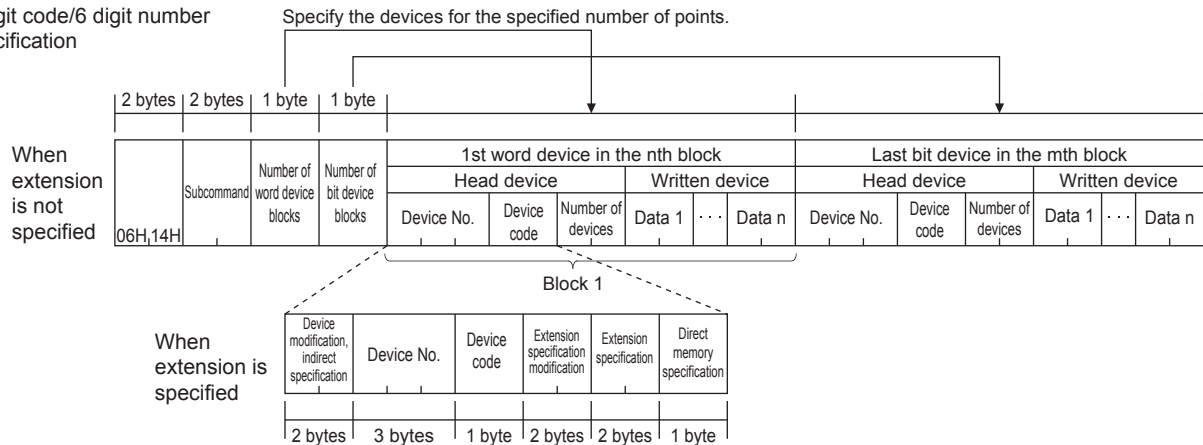 git code/6 digit number
cification
Specify the devices for the specified number of points.
2 bytes 2 bytes 1 byte 1 byte
When
extension
is not
specified
06H 14H
Subcommand
Number of
word device
blocks
Number of
bit device
blocks
1st word device in the nth block
Head device
Written device
Device No.
Device
code
Number of
devices
Data 1
...
Data n
Last bit device in the mth block
Head device
Written device
Device No.
Device
code
Number of
devices
Data 1
...
Data n
Block 1
When
extension is
specified
Device
modification,
indirect
specification
Device No.
Device
code
Extension
specification
modification
Extension
specification
Direct
memory
specification
2 bytes 3 bytes 1 byte 2 bytes 2 bytes 1 byte